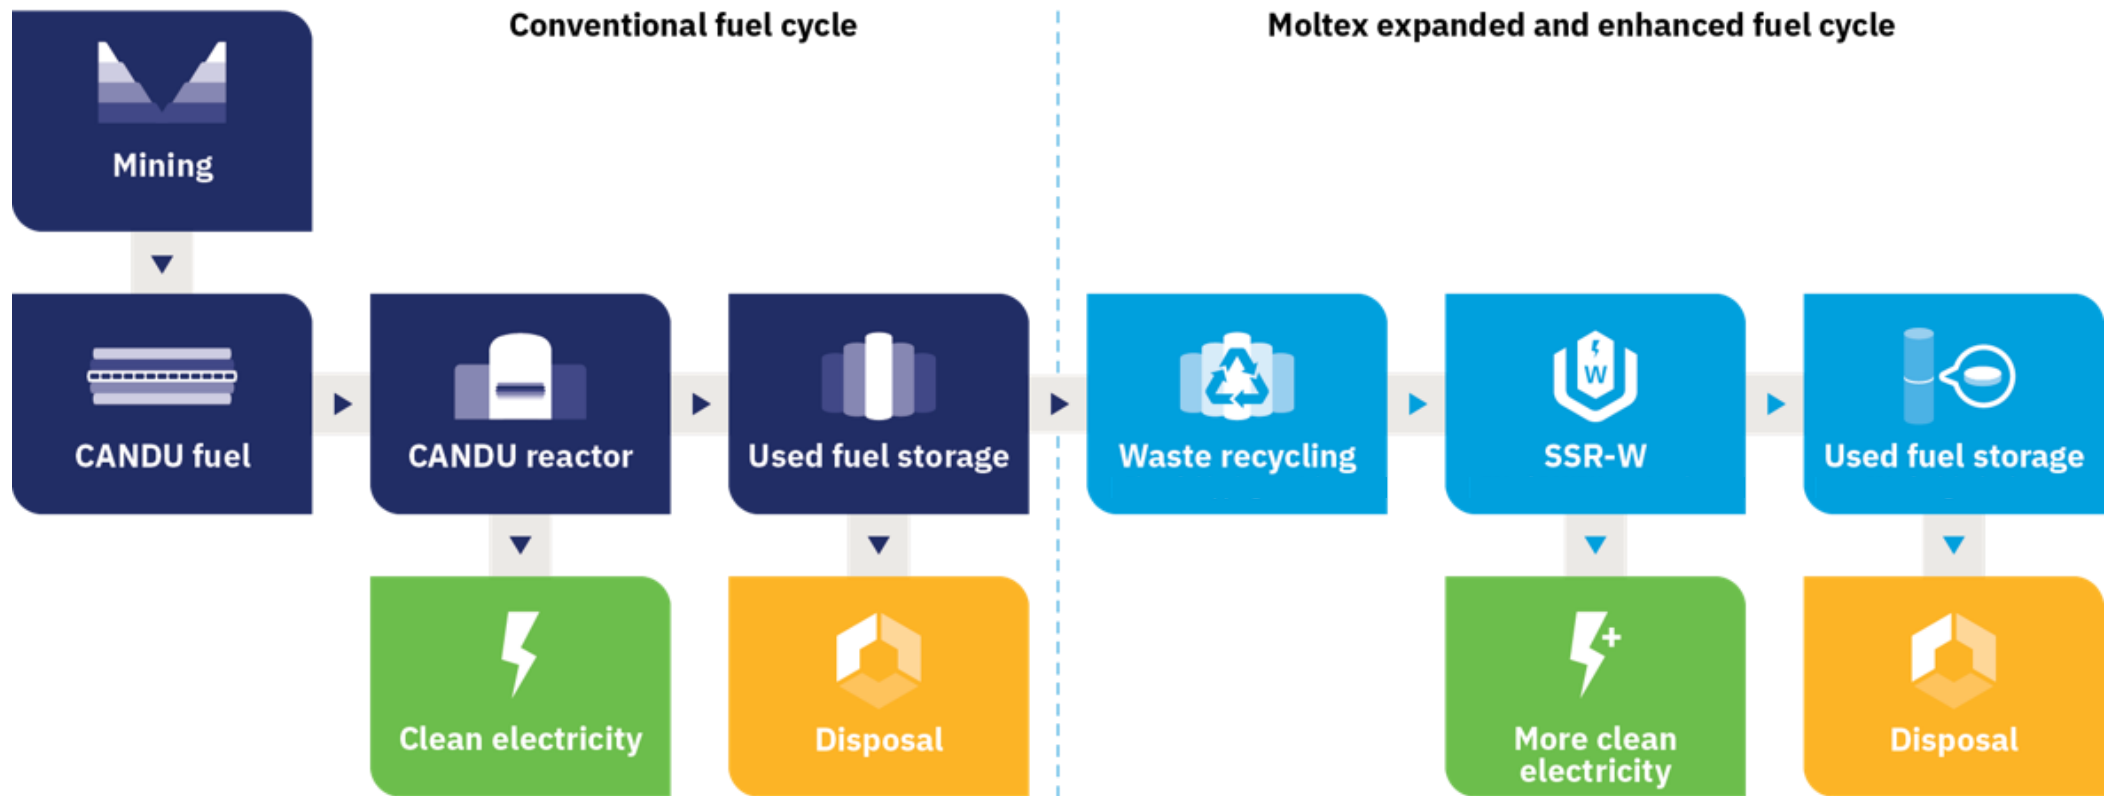 Conventional fuel cycle
Moltex expanded and enhanced fuel cycle
Mining
CANDU fuel
CANDU reactor
Used fuel storage
Waste recycling
W
SSR-W
Used fuel storage
Clean electricity
Disposal
More clean
electricity
Disposal